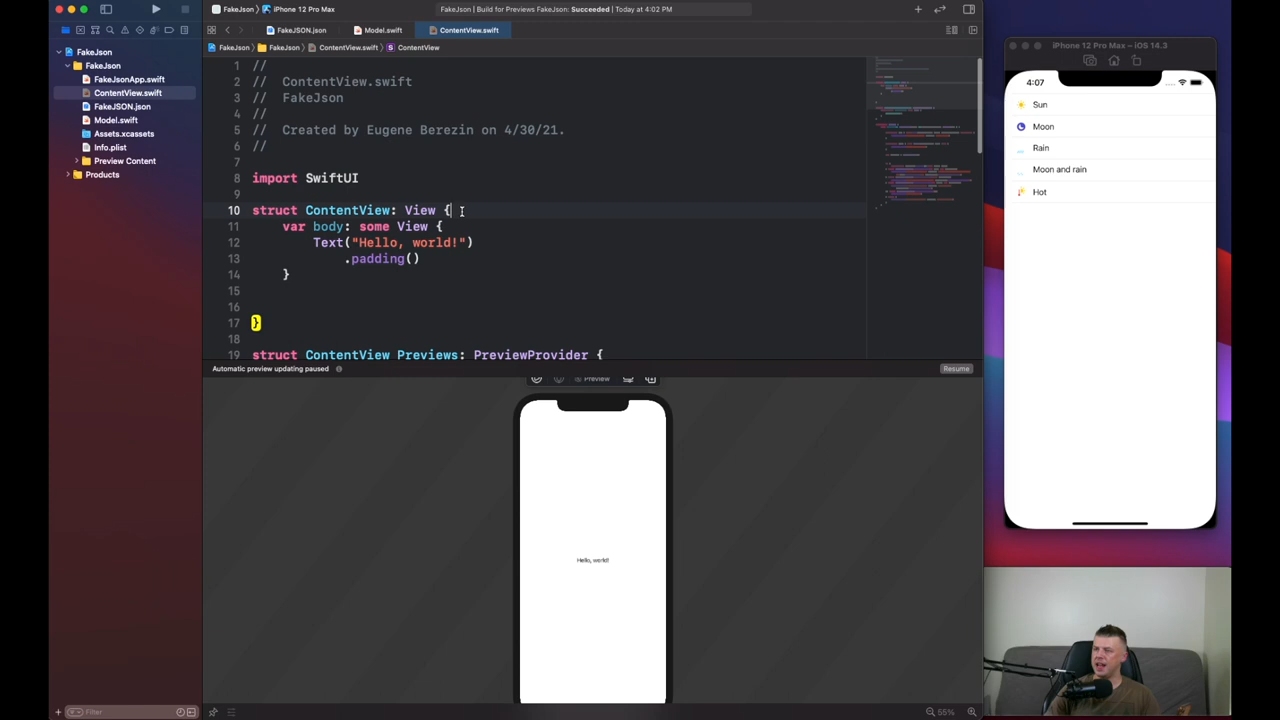 FakeJson
iPhone 12 Pro Max
FakeJson | Build for Previews FakeJson: Succeeded | Today at 4:02 PM
FakeJSON.json
Model.swift
ContentView.swift
FakeJson
FakeJson
ContentView.swift
ContentView
FakeJson
FakeJson
FakeJsonApp.swift
ContentView.swift
FakeJSON.json
Model.swift
Assets.xcassets
Info.plist
Preview Content
Products
1 //
2 // ContentView.swift
3 // FakeJson
4 //
5 // Created by Eugene Berezin on 4/30/21.
6 //
7
8 import SwiftUI
9
10 struct ContentView: View {
11 var body: some View {
12 Text("Hello, world!")
13 .padding()
14 }
15
16
17 }
18
19 struct ContentView_Previews: PreviewProvider {
Automatic preview updating paused
Resume
Preview
Hello, world!
Filter
55%
iPhone 12 Pro Max – iOS 14.3
4:07
Sun
Moon
Rain
Moon and rain
Hot